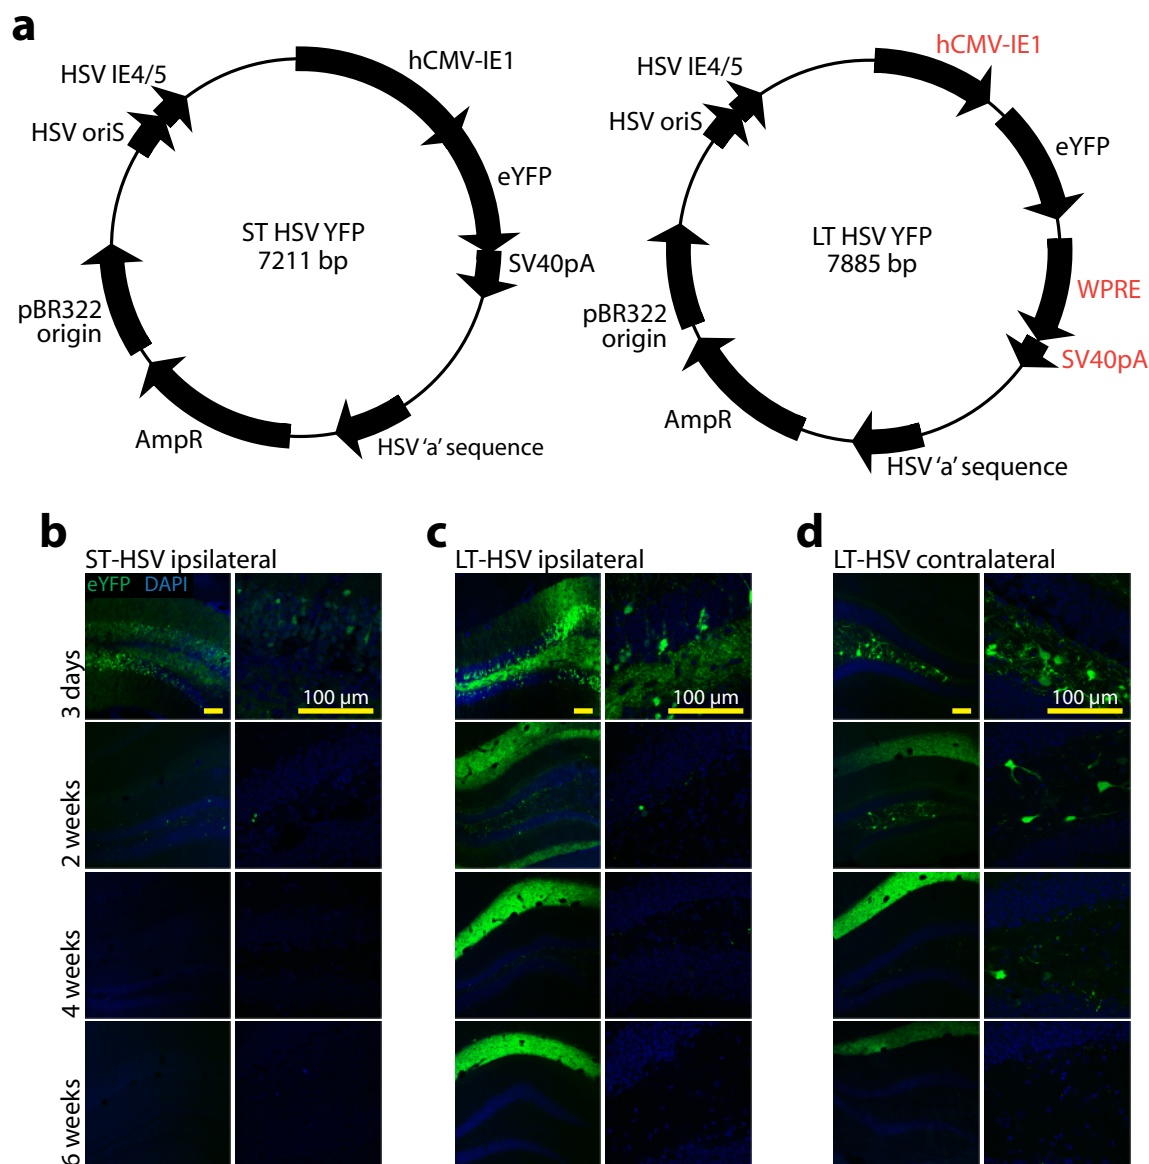 a
hCMV-IE1
HSV IE4/5
HSV oriS
eYFP
ST HSV YFP
7211 bp
SV40pA
pBR322
origin
AmpR
HSV ‘a’ sequence
hCMV-IE1
HSV IE4/5
HSV oriS
eYFP
LT HSV YFP
7885 bp
WPRE
pBR322
origin
SV40pA
AmpR
HSV ‘a’ sequence
b
ST-HSV ipsilateral
eYFP DAPI
c
LT-HSV ipsilateral
d
LT-HSV contralateral
3 days
100 µm
100 µm
100 µm
2 weeks
4 weeks
6 weeks